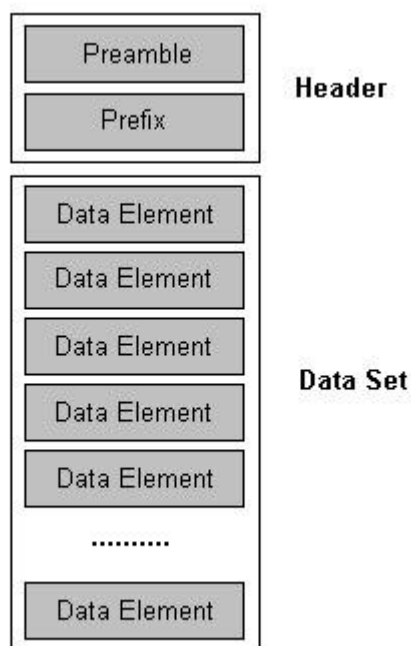 Preamble
Header
Prefix
Data Element
Data Element
Data Element
Data Set
Data Element
Data Element
..........
Data Element